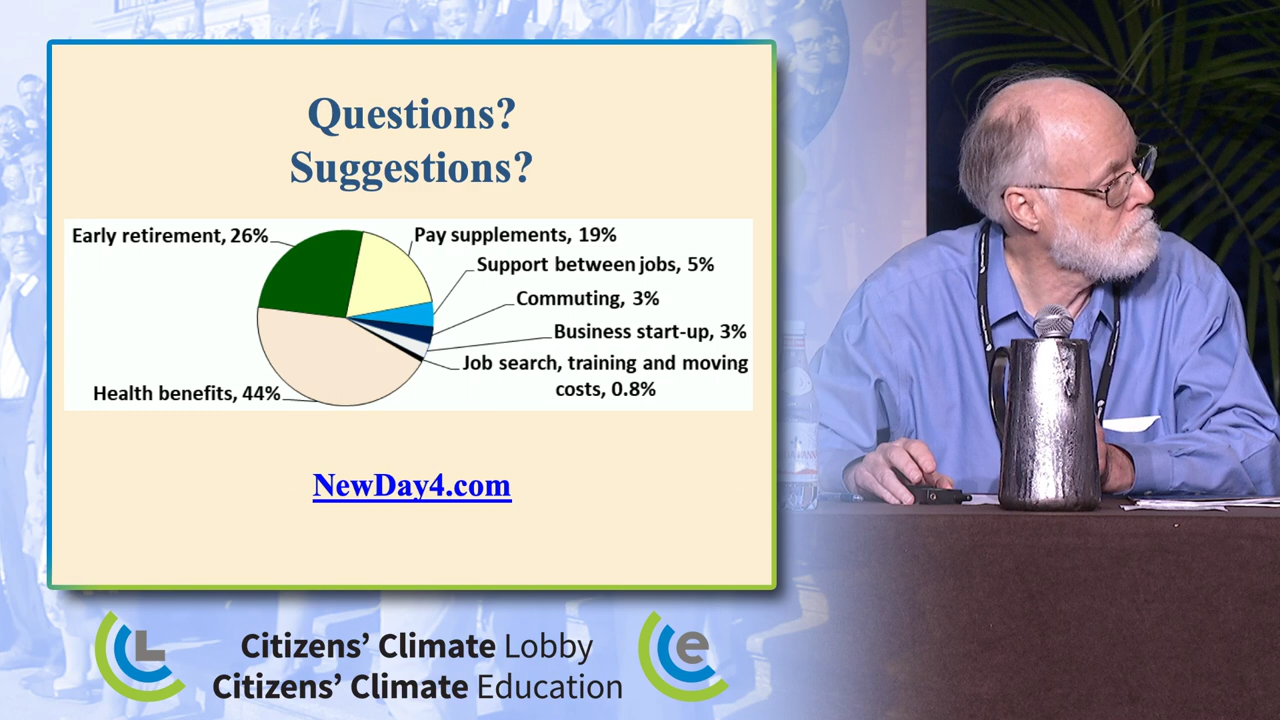 Questions?
Suggestions?
Early retirement, 26%
Pay supplements, 19%
Support between jobs, 5%
Commuting, 3%
Business start-up, 3%
Job search, training and moving
costs, 0.8%
Health benefits, 44%
NewDay4.com
L
Citizens’ Climate Lobby
Citizens’ Climate Education
e